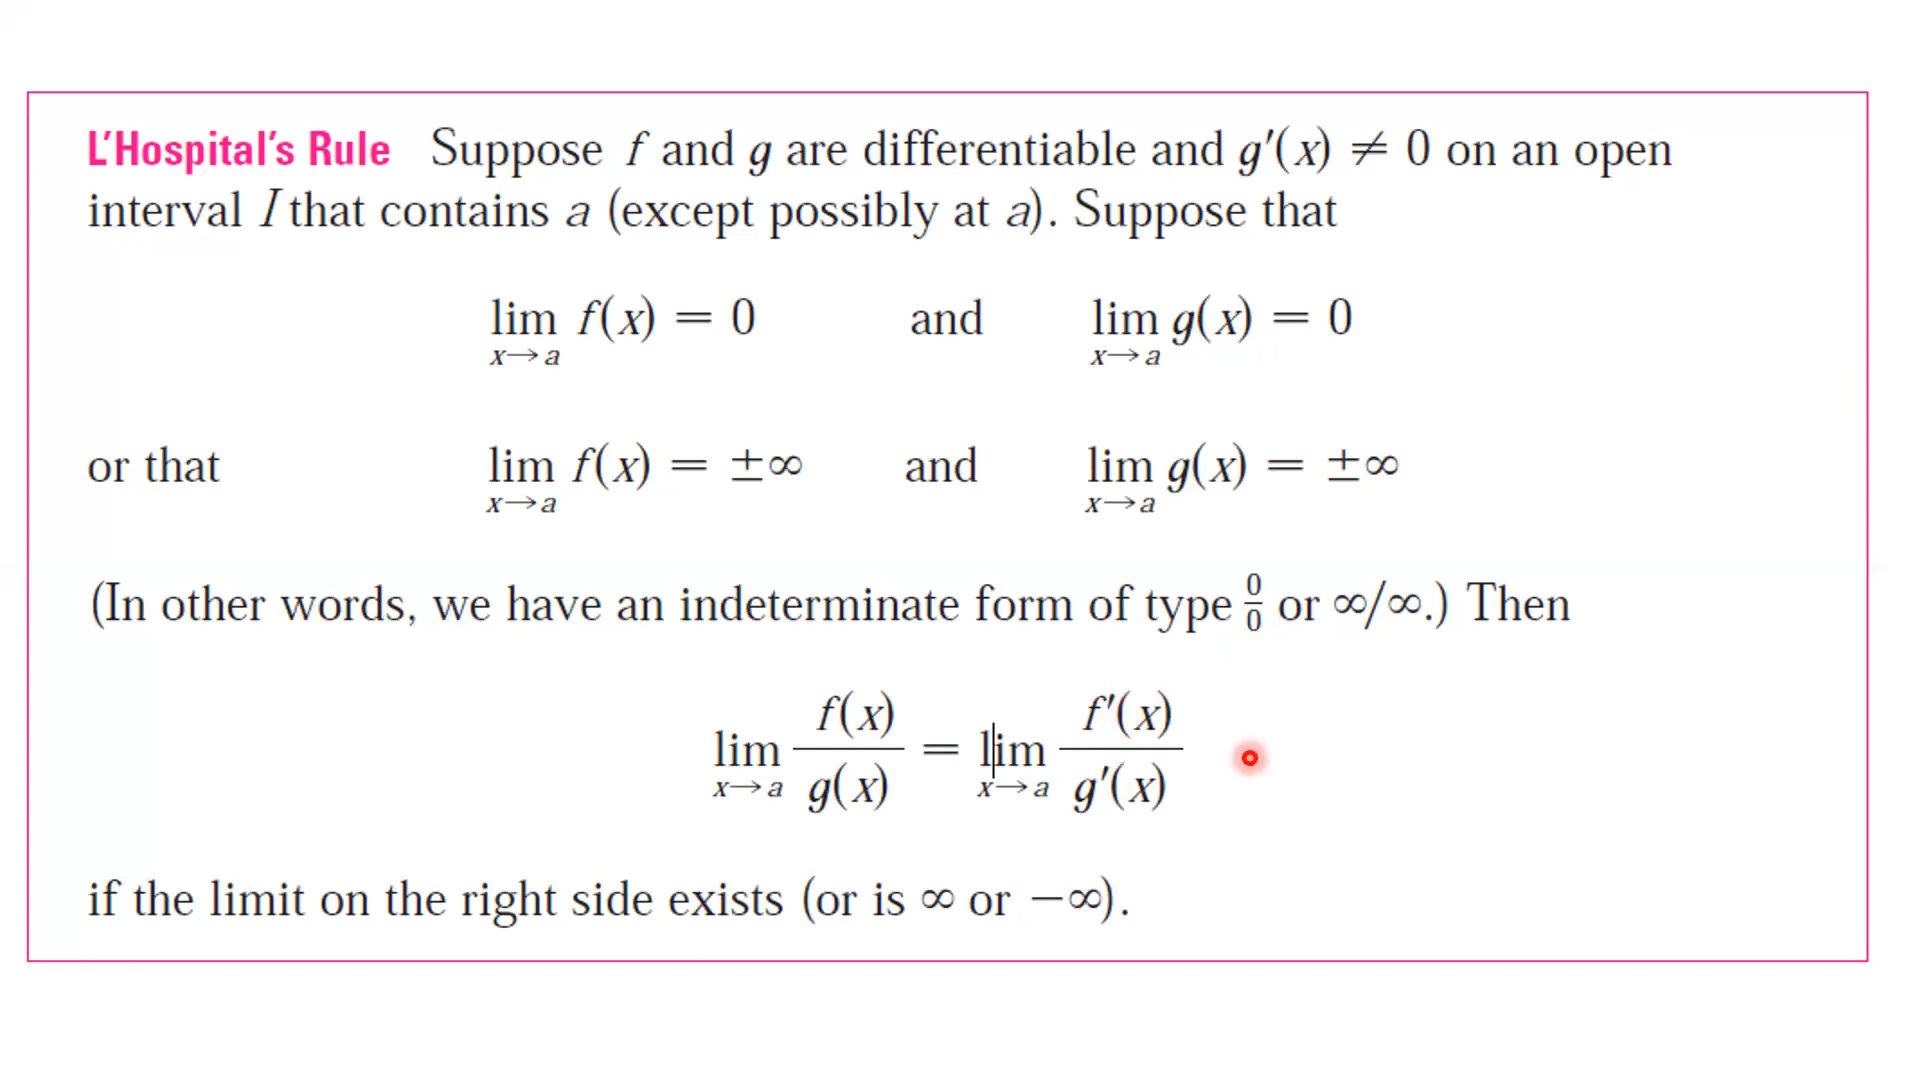 L'Hospital's Rule Suppose f and g are differentiable and g′(x) ≠ 0 on an open
interval I that contains a (except possibly at a). Suppose that
lim x→a f(x) = 0 and lim x→a g(x) = 0
or that lim x→a f(x) = ±∞ and lim x→a g(x) = ±∞
(In other words, we have an indeterminate form of type 0/0 or ∞/∞.) Then
lim x→a f(x)/g(x) = lim x→a f′(x)/g′(x)
if the limit on the right side exists (or is ∞ or −∞).